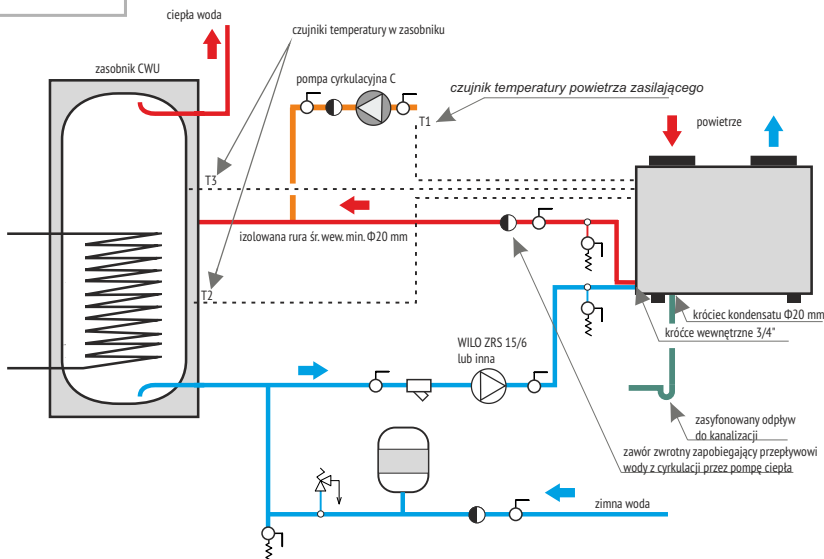 ciepła woda
czujniki temperatury w zasobniku
zasobnik CWU
pompa cyrkulacyjna C
czujnik temperatury powietrza zasilającego
T1
powietrze
T3
izolowana rura śr. wew. min. Φ20 mm
T2
króciec kondensatu Φ20 mm
króćce wewnętrzne 3/4"
WILO ZRS 15/6
lub inna
zasyfonowany odpływ
do kanalizacji
zawór zwrotny zapobiegający przepływowi
wody z cyrkulacji przez pompę ciepła
zimna woda